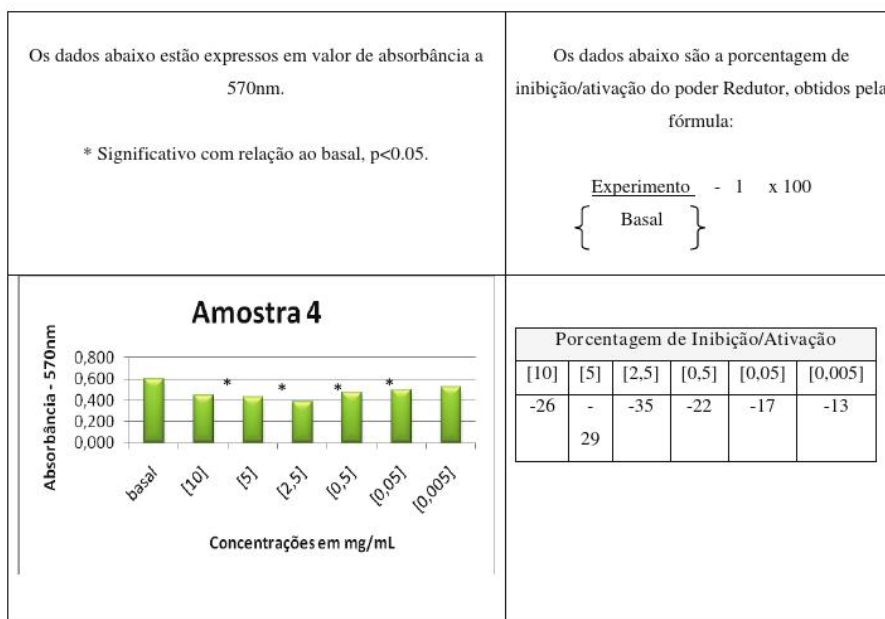 Os dados abaixo estão expressos em valor de absorbância a
570nm.
* Significativo com relação ao basal, p<0.05.
Os dados abaixo são a porcentagem de
inibição/ativação do poder Redutor, obtidos pela
fórmula:
Experimento - 1 x 100
{ Basal }
Amostra 4
Absorbância - 570nm
0,800
0,600
0,400
0,200
0,000
* * * *
basal [10] [5] [2,5] [0,5] [0,05] [0,005]
Concentrações em mg/mL
Porcentagem de Inibição/Ativação
[10] [5] [2,5] [0,5] [0,05] [0,005]
-26 - -35 -22 -17 -13
29